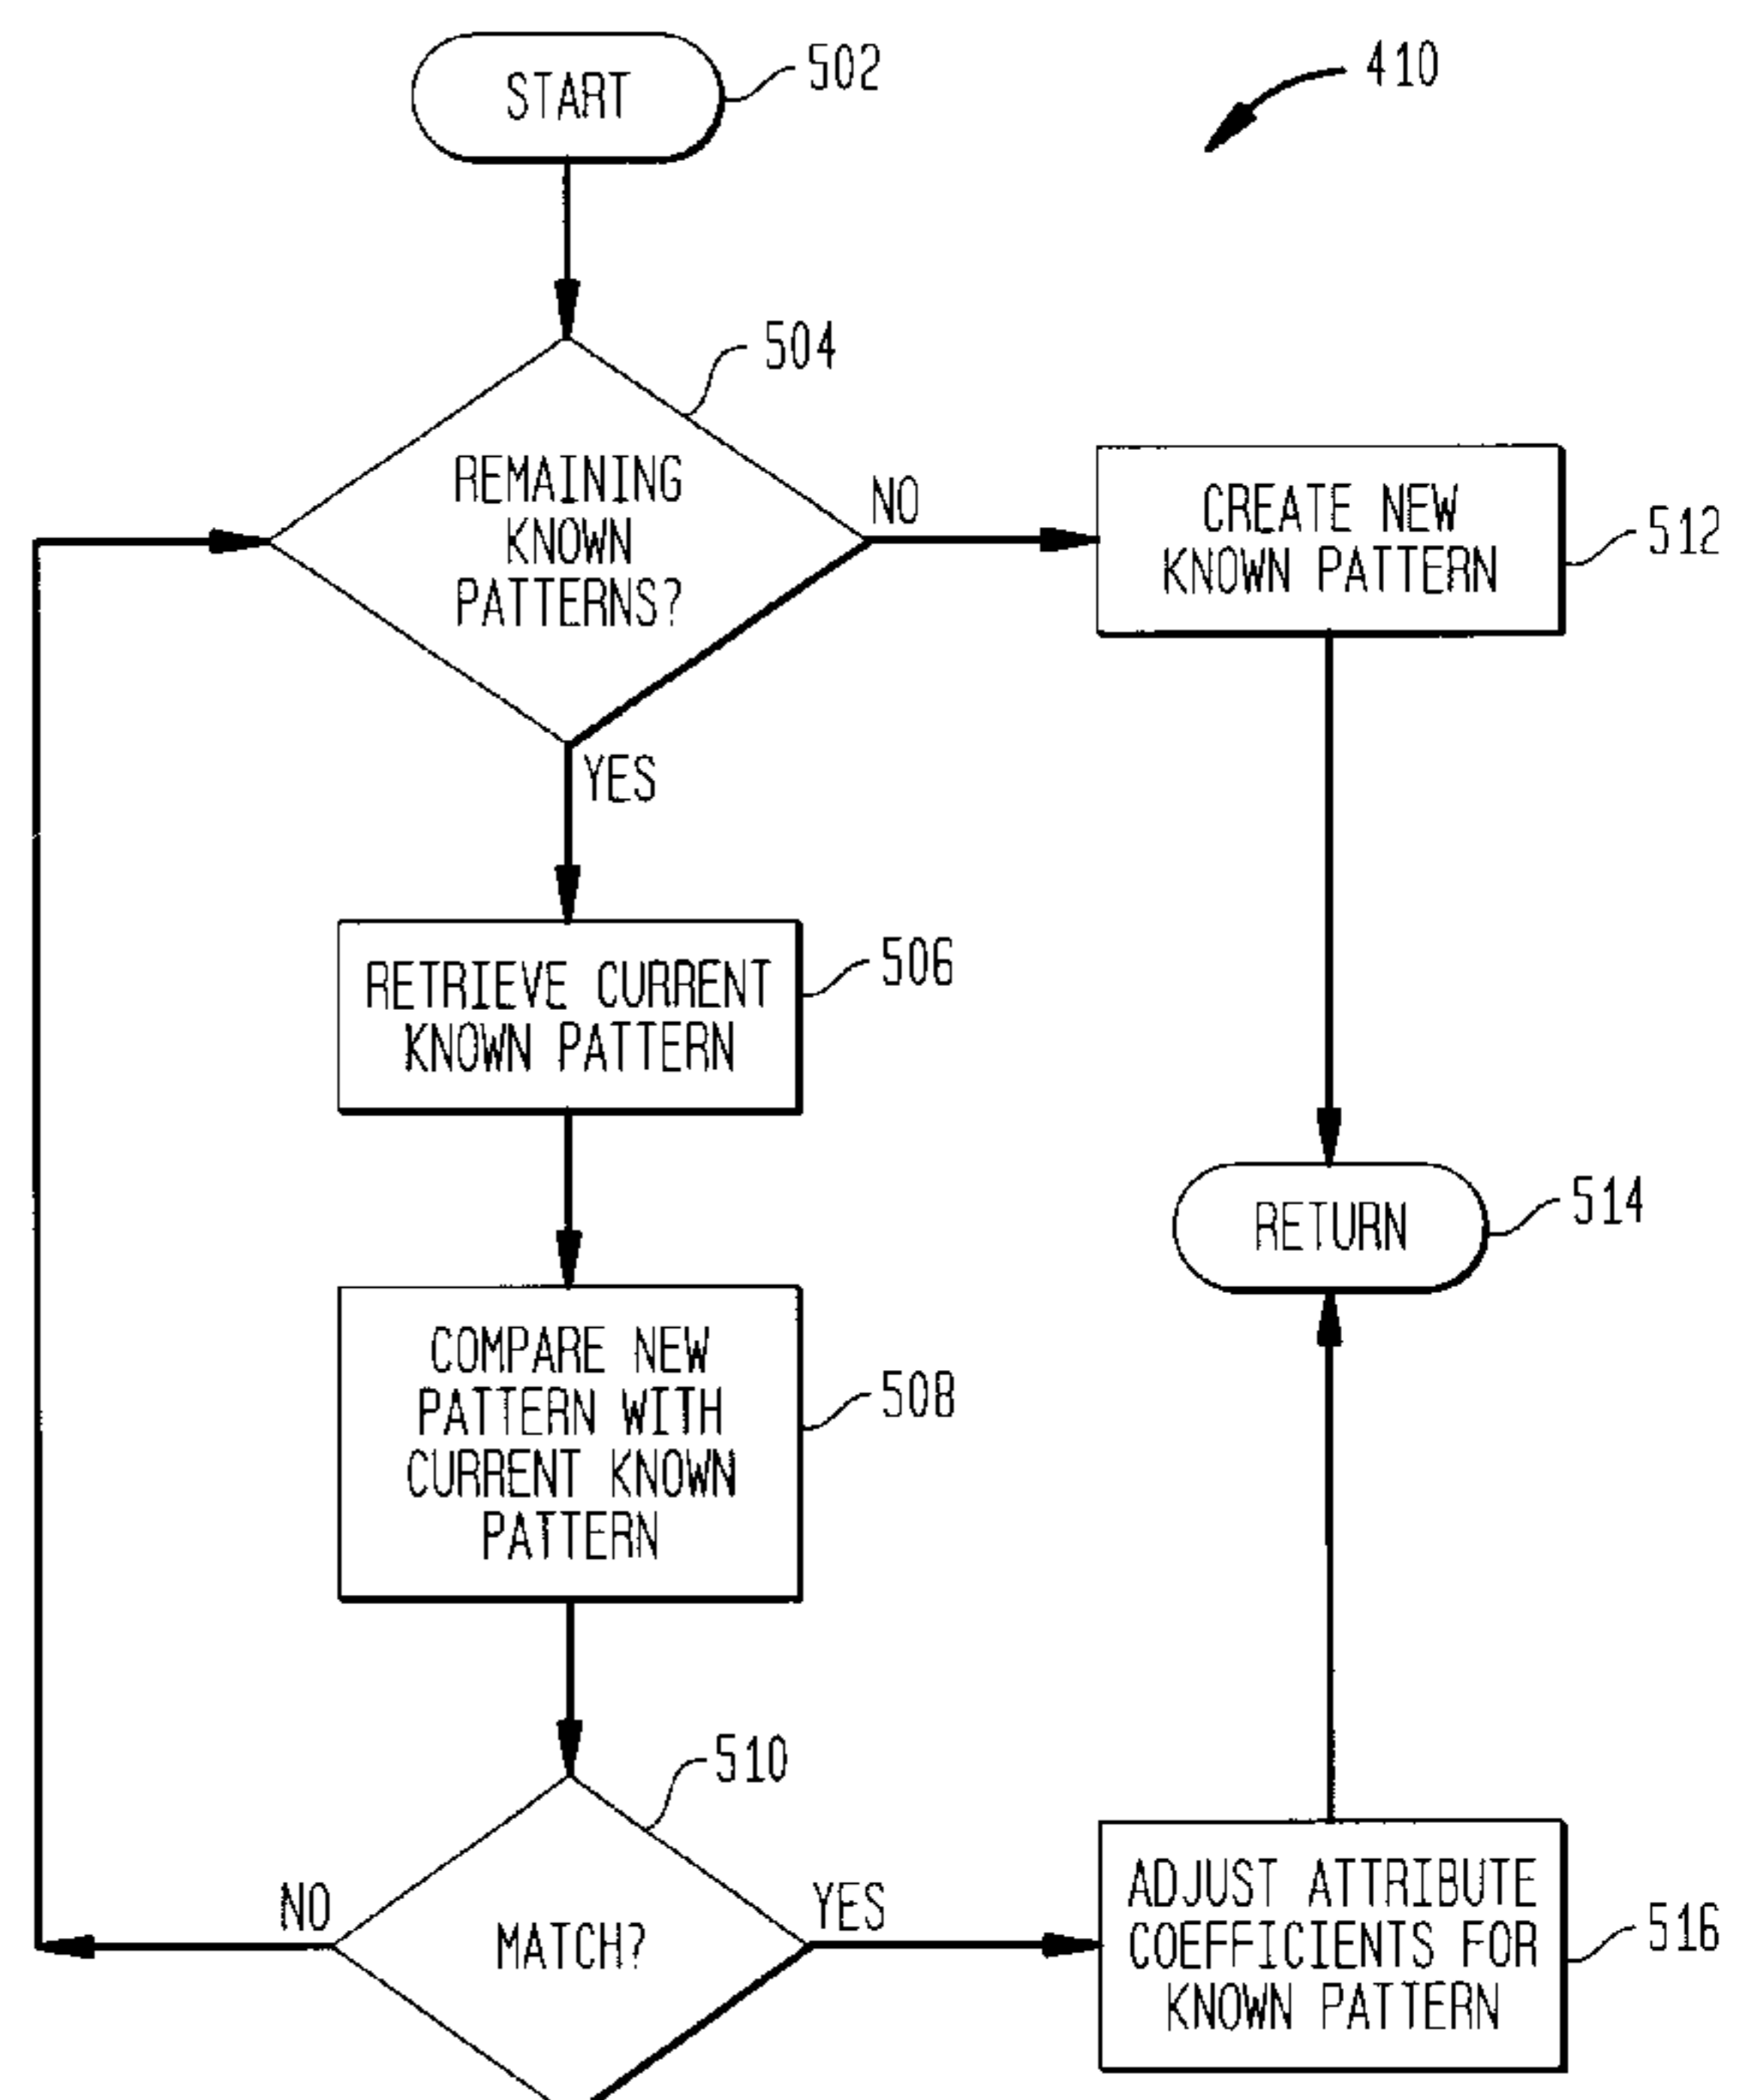 START
502
410
504
REMAINING
KNOWN
PATTERNS?
NO
CREATE NEW
KNOWN PATTERN
512
YES
RETRIEVE CURRENT
KNOWN PATTERN
506
RETURN
514
COMPARE NEW
PATTERN WITH
CURRENT KNOWN
PATTERN
508
510
NO
MATCH?
YES
ADJUST ATTRIBUTE
COEFFICIENTS FOR
KNOWN PATTERN
516